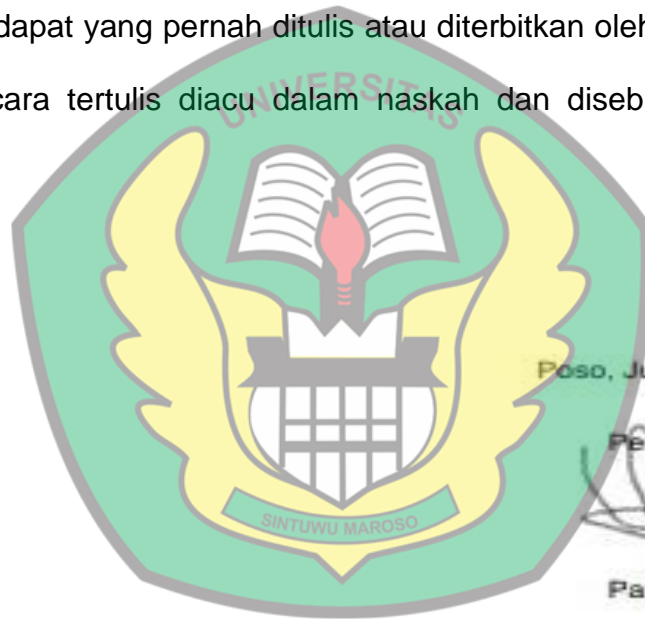 dapat yang pernah ditulis atau diterbitkan oleh
cara tertulis diacu dalam naskah dan diseb
UNIVERSITAS
Poso, Ju
Pe
SINTUWU MAROSO
Pa